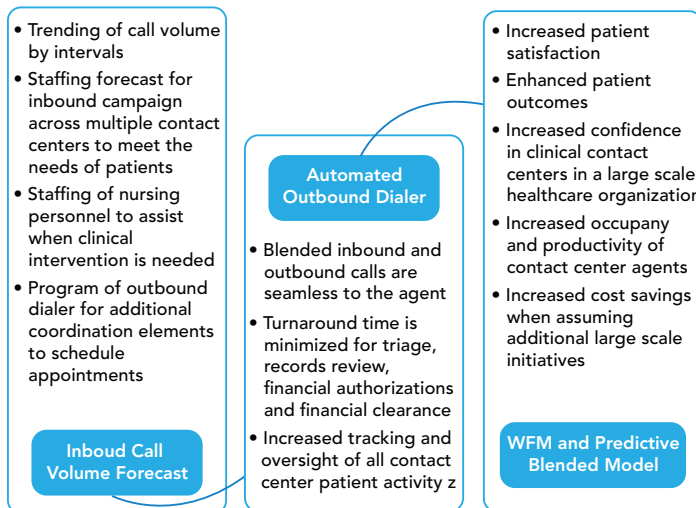 • Trending of call volume
by intervals
• Staffing forecast for
inbound campaign
across multiple contact
centers to meet the
needs of patients
• Staffing of nursing
personnel to assist
when clinical
intervention is needed
• Program of outbound
dialer for additional
coordination elements
to schedule
appointments
Inboud Call
Volume Forecast
Automated
Outbound Dialer
• Blended inbound and
outbound calls are
seamless to the agent
• Turnaround time is
minimized for triage,
records review,
financial authorizations
and financial clearance
• Increased tracking and
oversight of all contact
center patient activity z
• Increased patient
satisfaction
• Enhanced patient
outcomes
• Increased confidence
in clinical contact
centers in a large scale
healthcare organization
• Increased occupany
and productivity of
contact center agents
• Increased cost savings
when assuming
additional large scale
initiatives
WFM and Predictive
Blended Model